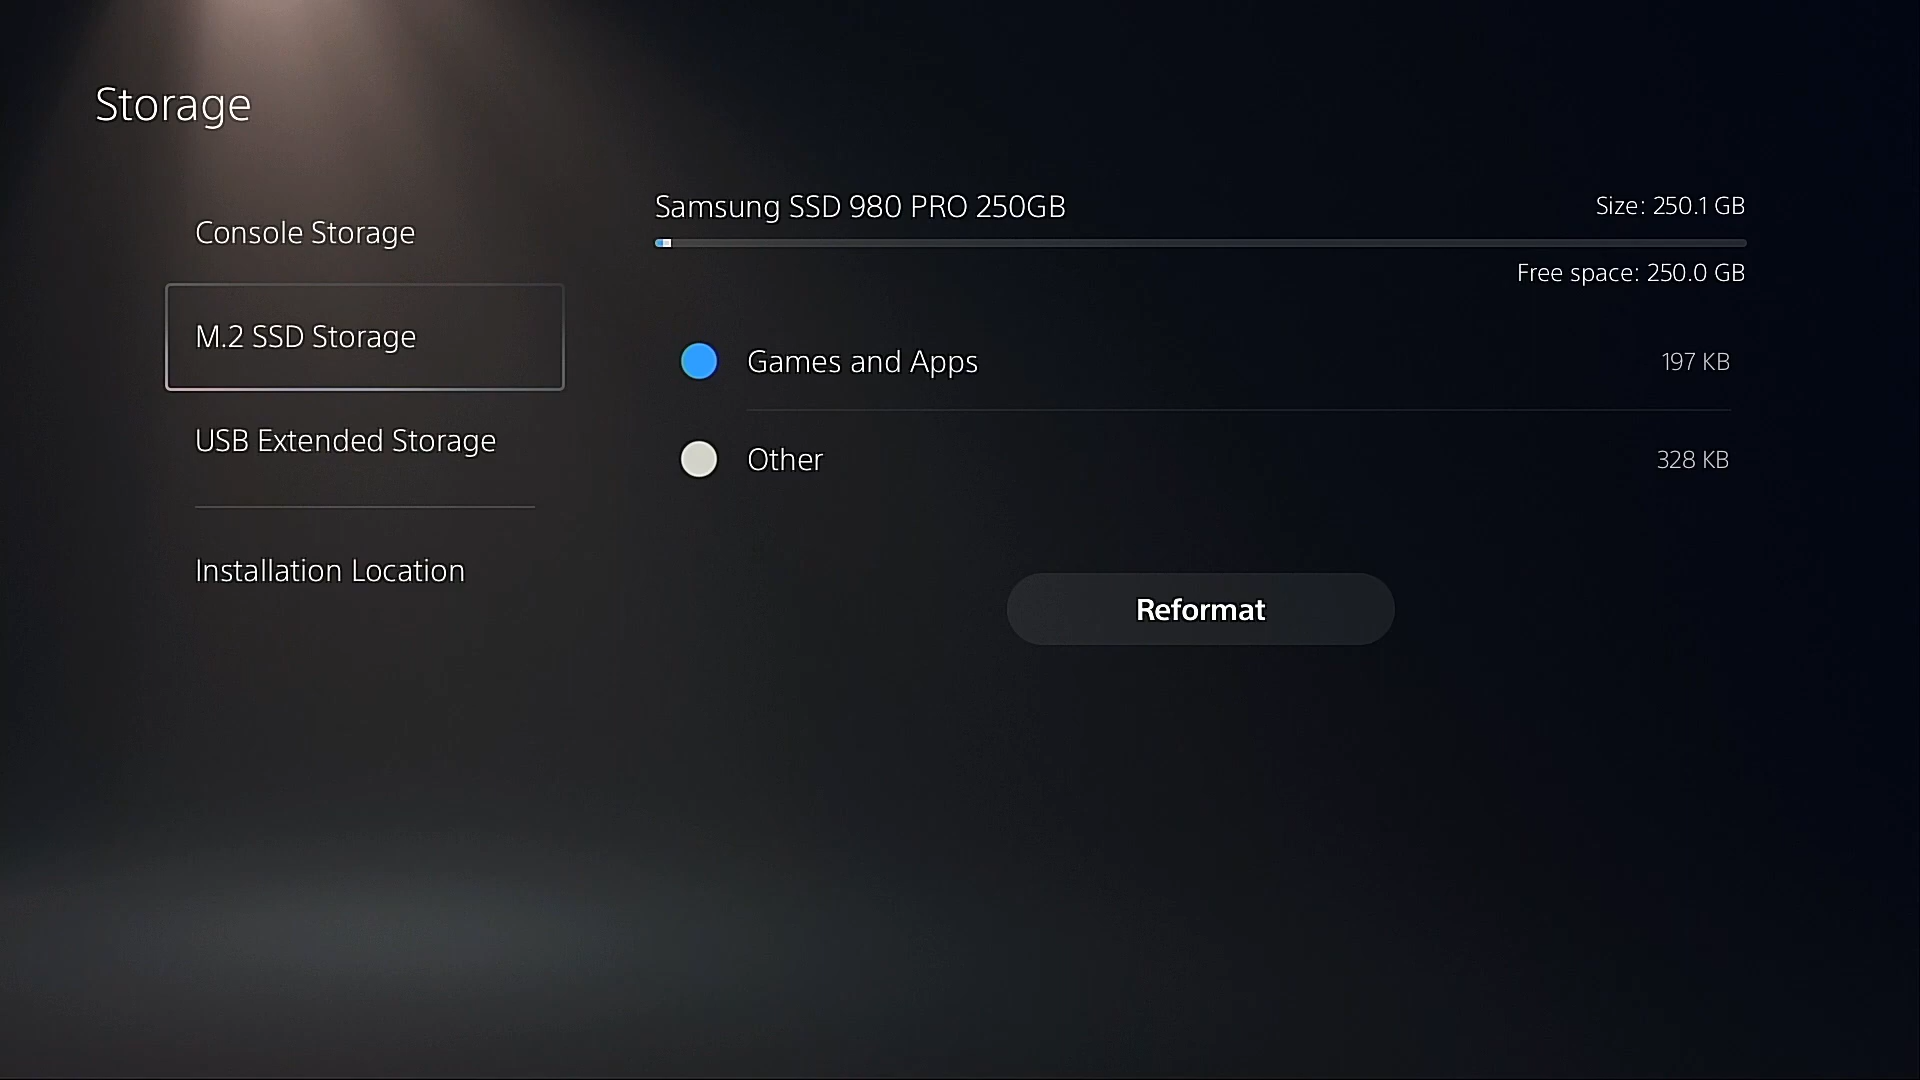 Storage
Console Storage
M.2 SSD Storage
USB Extended Storage
Installation Location
Samsung SSD 980 PRO 250GB
Size: 250.1 GB
Free space: 250.0 GB
Games and Apps
197 KB
Other
328 KB
Reformat